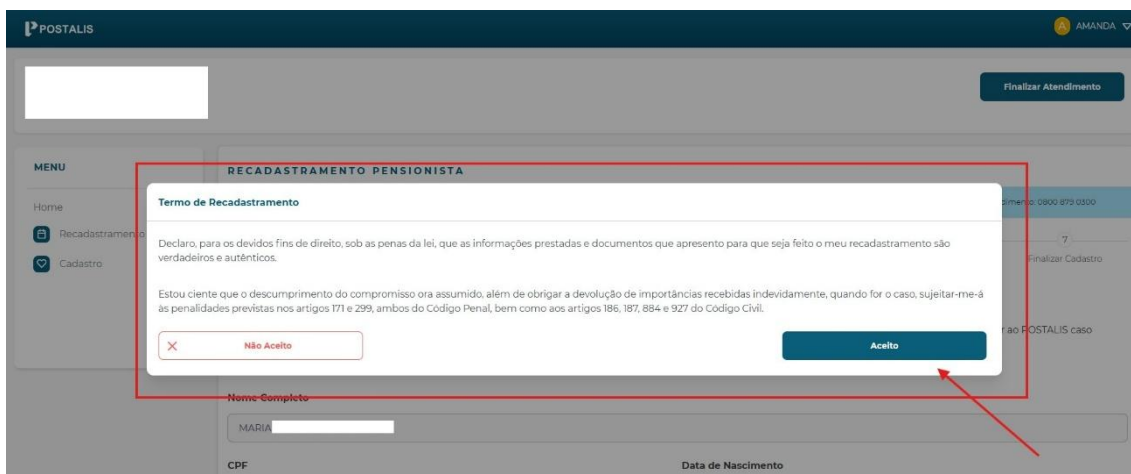 POSTALIS
A AMANDA
Finalizar Atendimento
MENU
Home
Recadastramento
Cadastro
RECADASTRAMENTO PENSIONISTA
0800 879 0300
7
Finalizar Cadastro
Termo de Recadastramento
Declaro, para os devidos fins de direito, sob as penas da lei, que as informações prestadas e documentos que apresento para que seja feito o meu recadastramento são
verdadeiros e autênticos.
Estou ciente que o descumprimento do compromisso ora assumido, além de obrigar a devolução de importâncias recebidas indevidamente, quando for o caso, sujeitar-me-á
às penalidades previstas nos artigos 171 e 299, ambos do Código Penal, bem como aos artigos 186, 187, 884 e 927 do Código Civil.
Não Aceito
Aceito
ao POSTALIS caso
Nome Completo
MARIA
CPF
Data de Nascimento